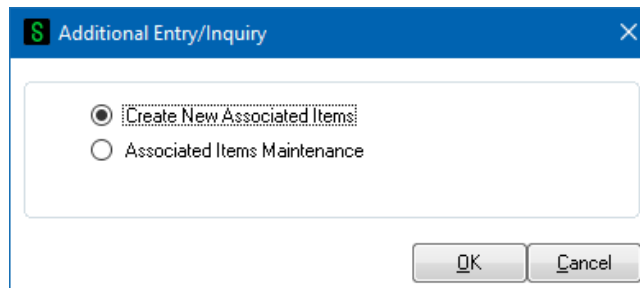 S Additional Entry/Inquiry
Create New Associated Items
Associated Items Maintenance
OK Cancel